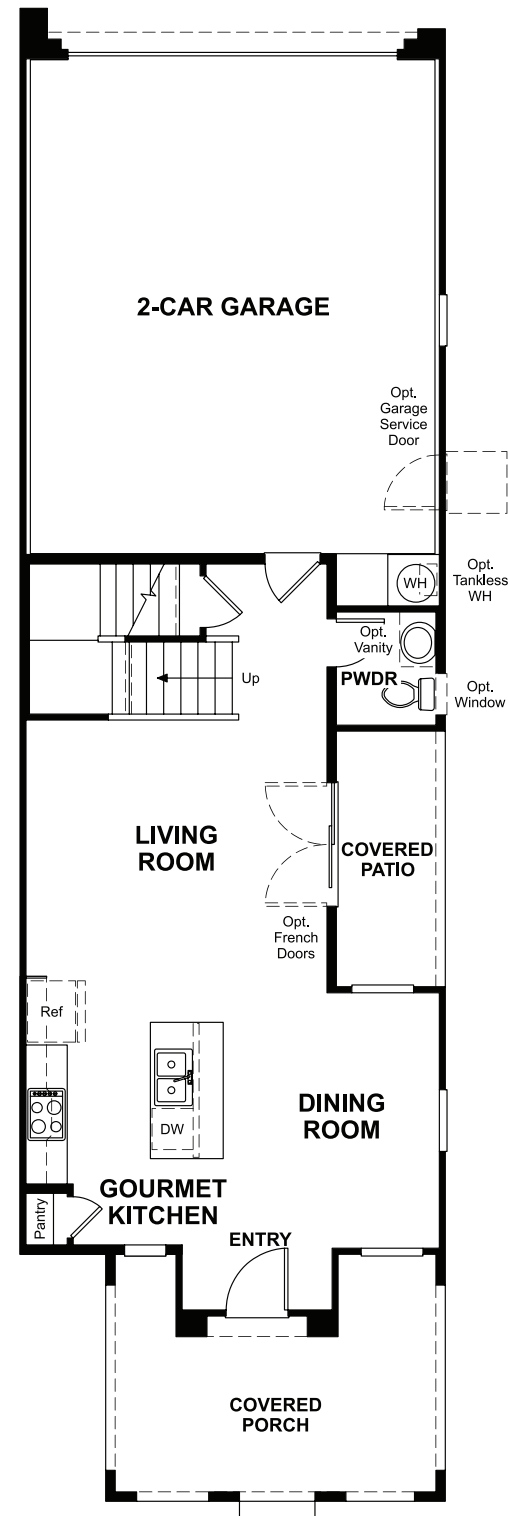 2-CAR GARAGE
Opt.
Garage
Service
Door
WH
Opt.
Tankless
WH
Opt.
Vanity
PWDR
Up
Opt.
Window
LIVING
ROOM
COVERED
PATIO
Opt.
French
Doors
Ref
DW
DINING
ROOM
GOURMET
KITCHEN
Pantry
ENTRY
COVERED
PORCH